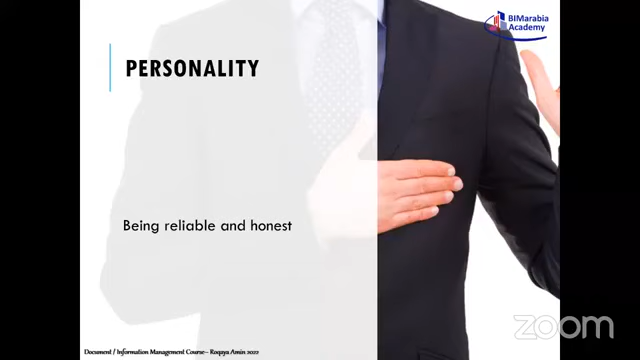 BIMarabia
Academy
PERSONALITY
Being reliable and honest
Document / Information Management Course – Roqaya Amin 2022
zoom